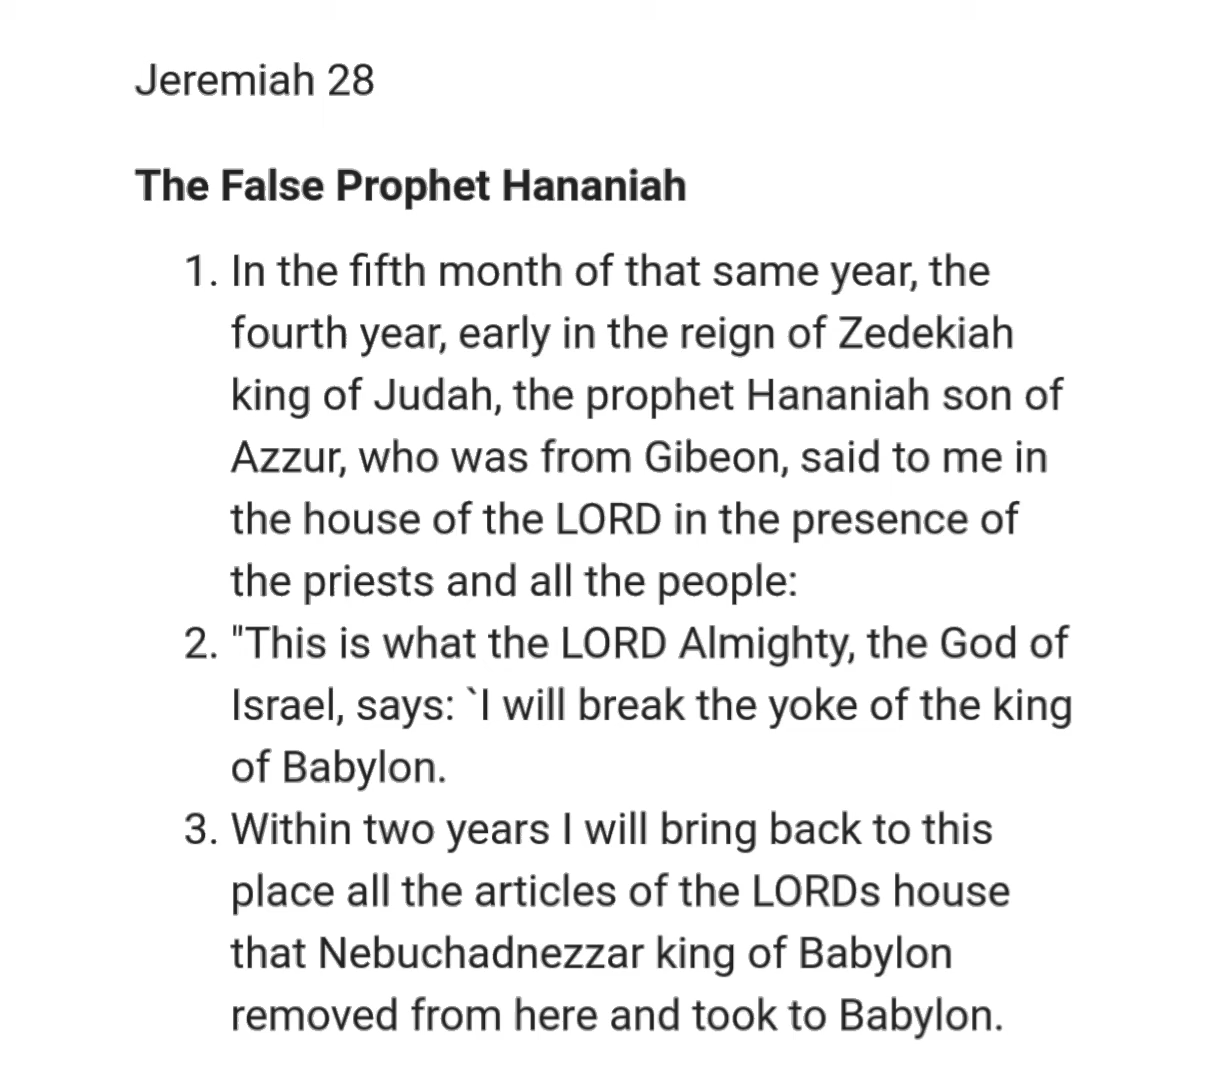 Jeremiah 28
The False Prophet Hananiah
1. In the fifth month of that same year, the
fourth year, early in the reign of Zedekiah
king of Judah, the prophet Hananiah son of
Azzur, who was from Gibeon, said to me in
the house of the LORD in the presence of
the priests and all the people:
2. "This is what the LORD Almighty, the God of
Israel, says: `I will break the yoke of the king
of Babylon.
3. Within two years I will bring back to this
place all the articles of the LORDs house
that Nebuchadnezzar king of Babylon
removed from here and took to Babylon.